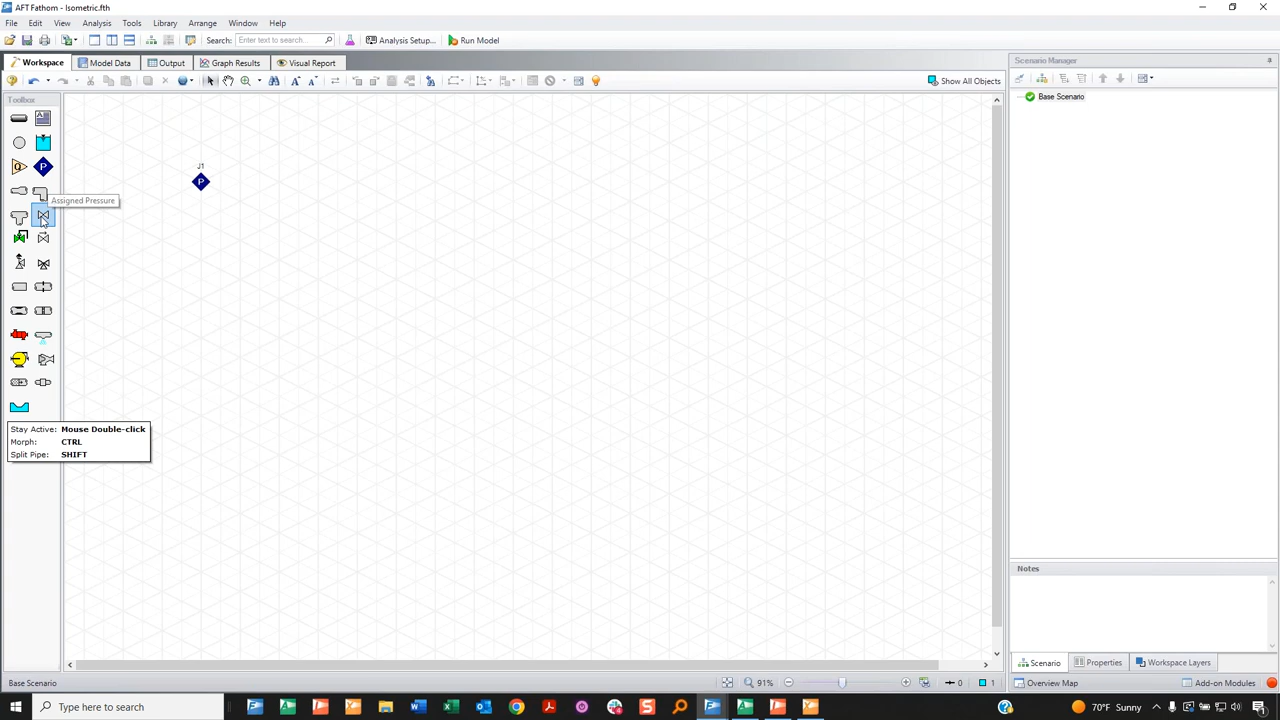 AFT Fathom - Isometric.fth
File Edit View Analysis Tools Library Arrange Window Help
Search: Enter text to search... Analysis Setup... Run Model
Workspace Model Data Output Graph Results Visual Report
Show All Objects
Toolbox
J1
P
A
Q P
Assigned Pressure
Stay Active: Mouse Double-click
Morph: CTRL
Split Pipe: SHIFT
Scenario Manager
Base Scenario
Notes
Scenario Properties Workspace Layers
Base Scenario 91% 0 1 Overview Map Add-on Modules
Type here to search 70°F Sunny